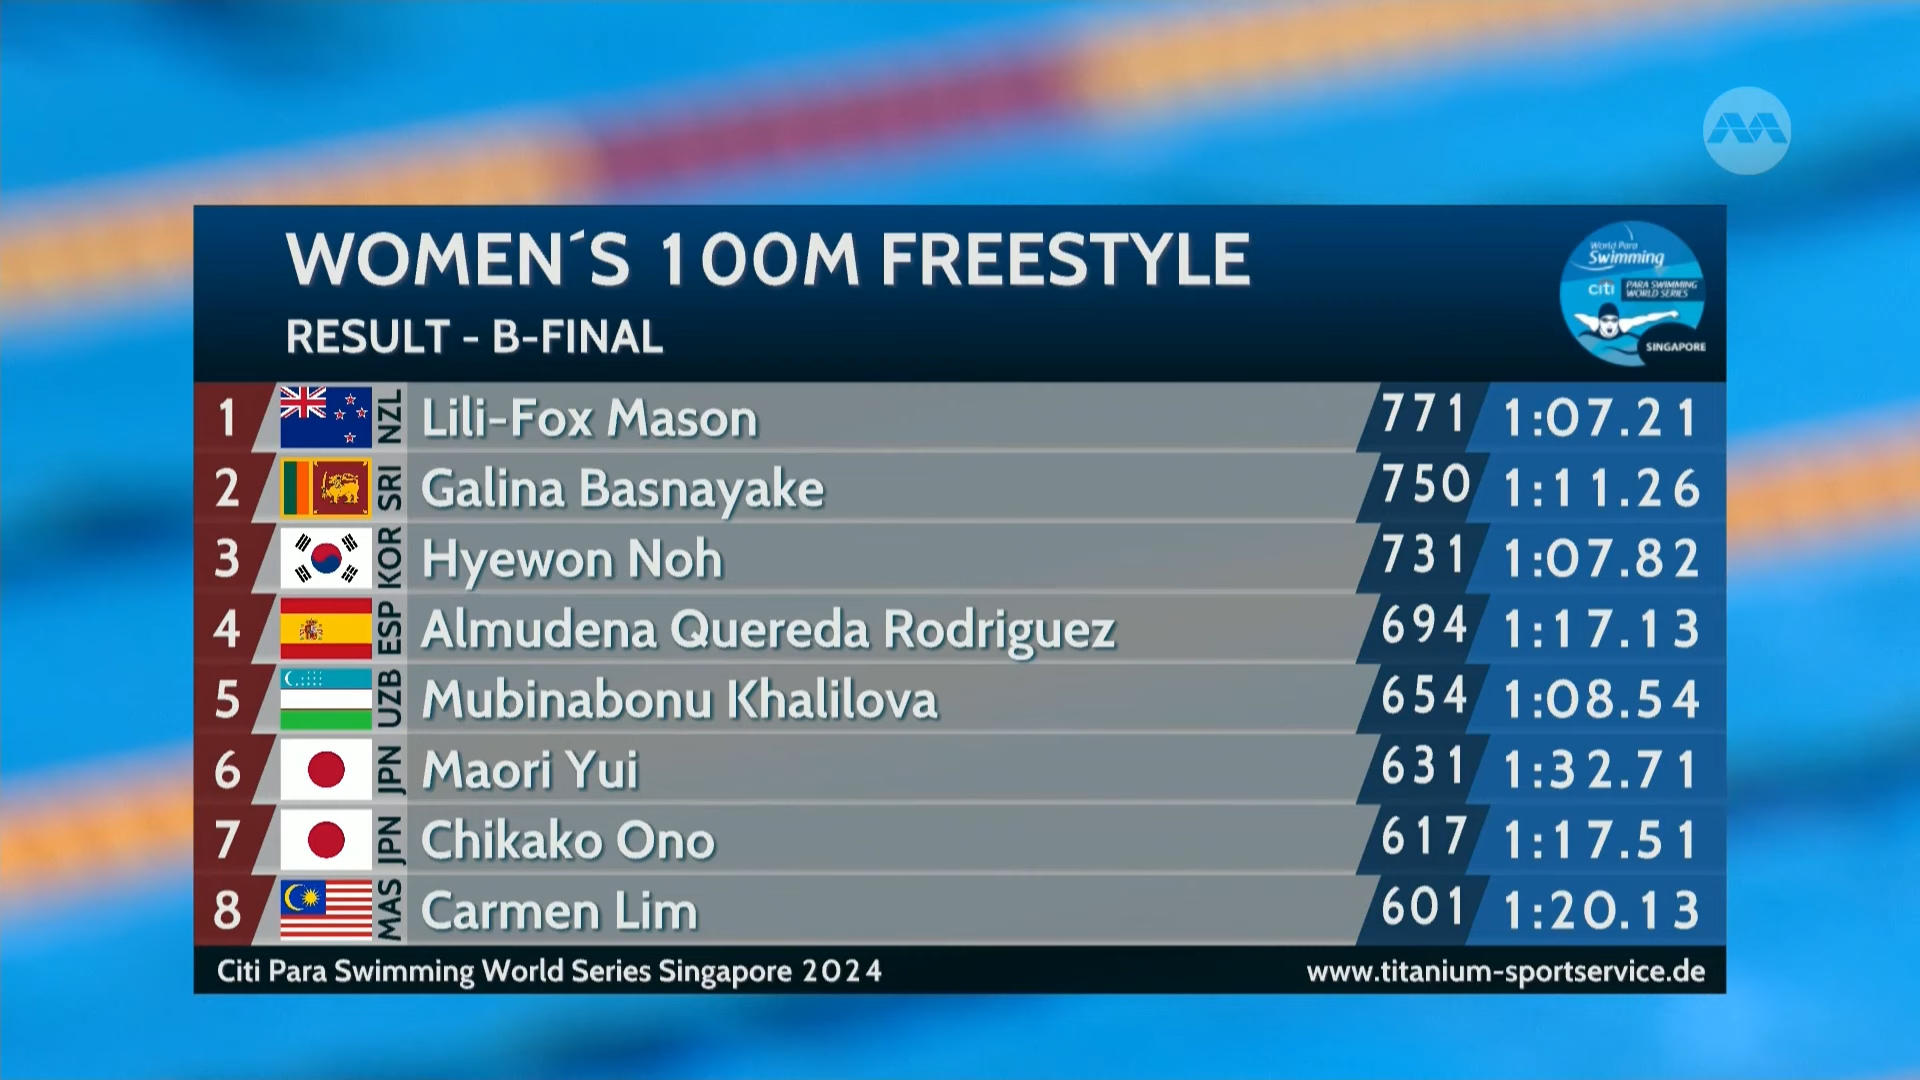 WOMEN´S 100M FREESTYLE
RESULT - B-FINAL
World Para
Swimming
citi PARA SWIMMING
WORLD SERIES
SINGAPORE
1 NZL Lili-Fox Mason 771 1:07.21
2 SRI Galina Basnayake 750 1:11.26
3 KOR Hyewon Noh 731 1:07.82
4 ESP Almudena Quereda Rodriguez 694 1:17.13
5 UZB Mubinabonu Khalilova 654 1:08.54
6 JPN Maori Yui 631 1:32.71
7 JPN Chikako Ono 617 1:17.51
8 MAS Carmen Lim 601 1:20.13
Citi Para Swimming World Series Singapore 2024 www.titanium-sportservice.de